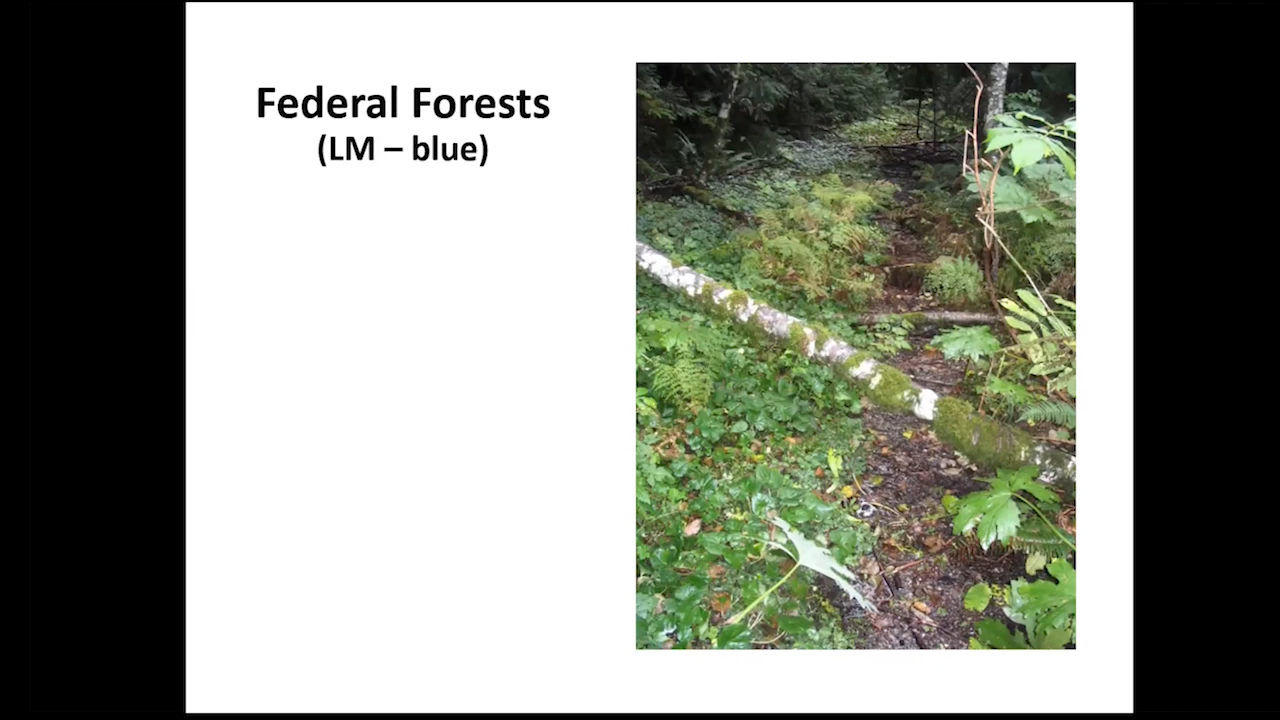 Federal Forests
(LM – blue)